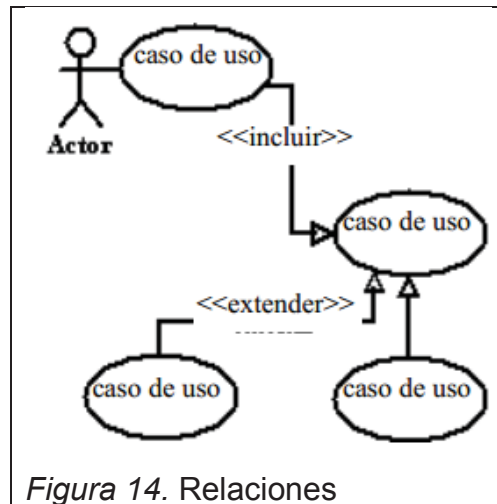 caso de uso
Actor
<<incluir>>
caso de uso
<<extender>>
caso de uso
caso de uso
Figura 14. Relaciones